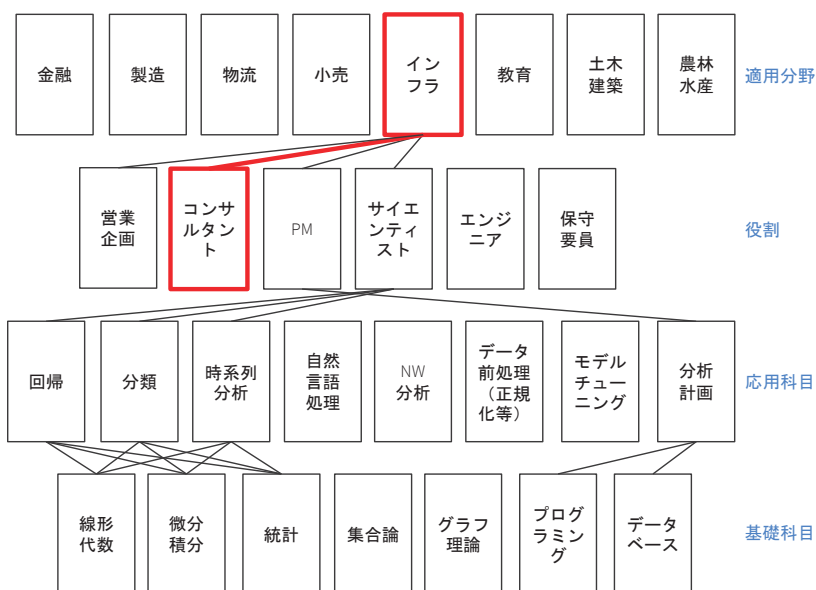 金融
製造
物流
小売
イン
フラ
教育
土木
建築
農林
水産
適用分野
営業
企画
コンサ
ルタン
ト
PM
サイエ
ンティ
スト
エンジ
ニア
保守
要員
役割
回帰
分類
時系列
分析
自然
言語
処理
NW
分析
データ
前処理
（正規
化等）
モデル
チュー
ニング
分析
計画
応用科目
線形
代数
微分
積分
統計
集合論
グラフ
理論
プログ
ラミン
グ
データ
ベース
基礎科目